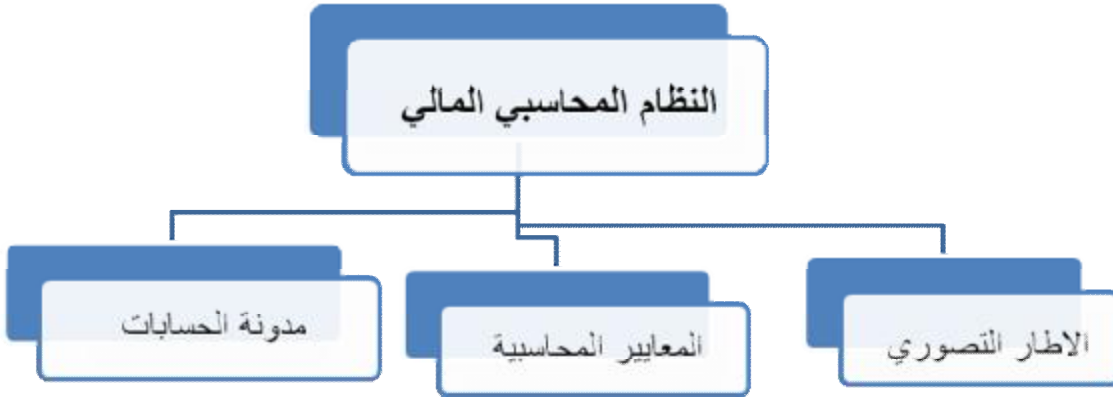 النظام المحاسبي المالي
الاطار التصوري
المعايير المحاسبية
مدونة الحسابات